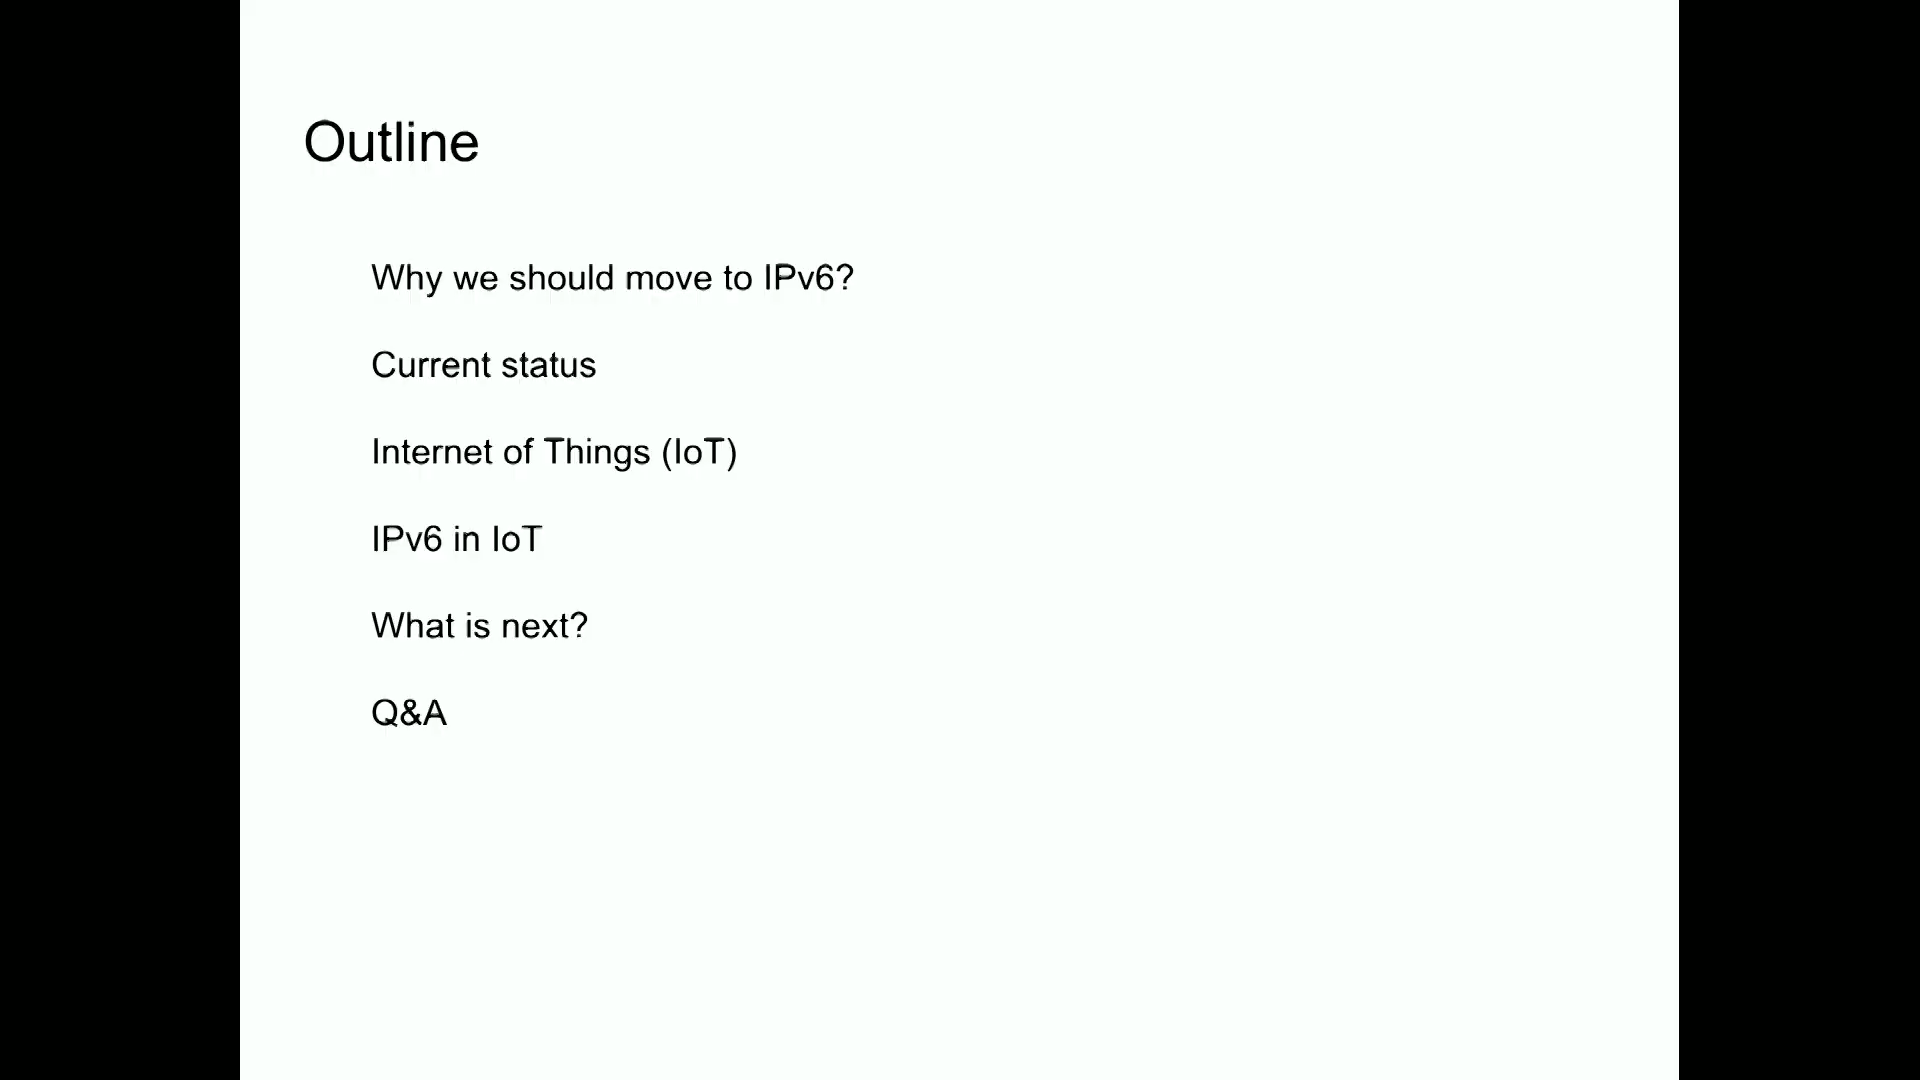 Outline
Why we should move to IPv6?
Current status
Internet of Things (IoT)
IPv6 in IoT
What is next?
Q&A